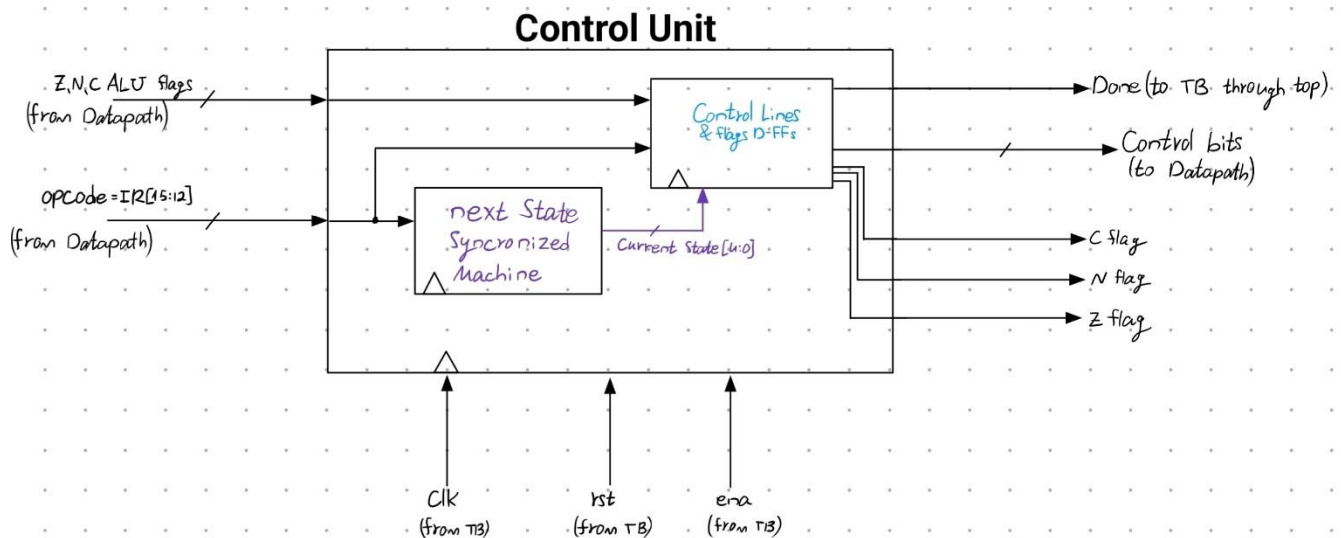 Control Unit
Z,N,C ALU flags
(from Datapath)
opcode=IR[15:12]
(from Datapath)
Control Lines
& flags D-FFs
next State
Syncronized
Machine
Current State[4:0]
Done (to TB through top)
Control bits
(to Datapath)
C flag
N flag
Z flag
Clk
(from TB)
rst
(from TB)
ena
(from TB)